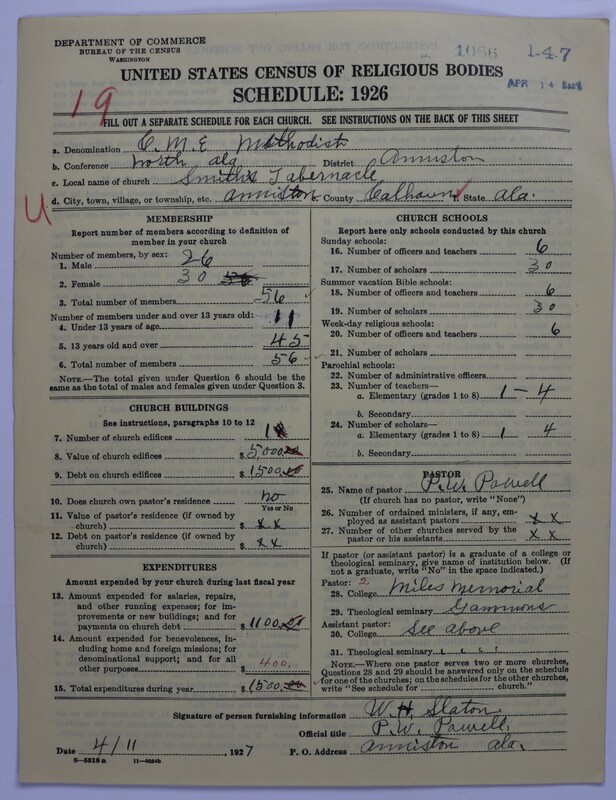 DEPARTMENT OF COMMERCE
BUREAU OF THE CENSUS
WASHINGTON
1066
1-4-7
APR 14
UNITED STATES CENSUS OF RELIGIOUS BODIES
SCHEDULE: 1926
19
FILL OUT A SEPARATE SCHEDULE FOR EACH CHURCH. SEE INSTRUCTIONS ON THE BACK OF THIS SHEET
a. Denomination C.M.E Methodist
b. Conference North Ala District Anniston
c. Local name of church Smiths Tabernacle
U d. City, town, village, or township, etc. Anniston e. County Calhoun f. State Ala.
MEMBERSHIP
Report number of members according to definition of member in your church
Number of members, by sex:
1. Male 26
2. Female 30
3. Total number of members 56
Number of members under and over 13 years old:
4. Under 13 years of age 11
5. 13 years old and over 45
6. Total number of members 56
NOTE.—The total given under Question 6 should be the same as the total of males and females given under Question 3.
CHURCH BUILDINGS
See instructions, paragraphs 10 to 12
7. Number of church edifices 1
8. Value of church edifices $ 5000.00
9. Debt on church edifices $ 1500.00
10. Does church own pastor's residence No
Yes or No
11. Value of pastor's residence (if owned by church) $ x x
12. Debt on pastor's residence (if owned by church) $ x x
EXPENDITURES
Amount expended by your church during last fiscal year
13. Amount expended for salaries, repairs, and other running expenses; for improvements or new buildings; and for payments on church debt $ 1100.00
14. Amount expended for benevolences, including home and foreign missions; for denominational support; and for all other purposes $ 400.
15. Total expenditures during year $ 1500.00
CHURCH SCHOOLS
Report here only schools conducted by this church
Sunday schools:
16. Number of officers and teachers 6
17. Number of scholars 30
Summer vacation Bible schools:
18. Number of officers and teachers 6
19. Number of scholars 30
Week-day religious schools:
20. Number of officers and teachers 6
21. Number of scholars
Parochial schools:
22. Number of administrative officers
23. Number of teachers—
a. Elementary (grades 1 to 8) 1 - 4
b. Secondary
24. Number of scholars—
a. Elementary (grades 1 to 8) 1 4
b. Secondary
PASTOR
25. Name of pastor P.W. Powell
(If church has no pastor, write "None")
26. Number of ordained ministers, if any, employed as assistant pastors x x
27. Number of other churches served by the pastor or his assistants x x
If pastor (or assistant pastor) is a graduate of a college or theological seminary, give name of institution below. (If not a graduate, write "No" in the space indicated.)
Pastor: 2
28. College Miles Memorial
29. Theological seminary Gammons
Assistant pastor:
30. College See above
31. Theological seminary
NOTE.—Where one pastor serves two or more churches, Questions 28 and 29 should be answered only on the schedule for one of the churches; on the schedules for the other churches, write "See schedule for church."
Signature of person furnishing information W.H. Slaton
Official title P.W. Powell
Date 4/11, 1927 P. O. Address Anniston Ala.